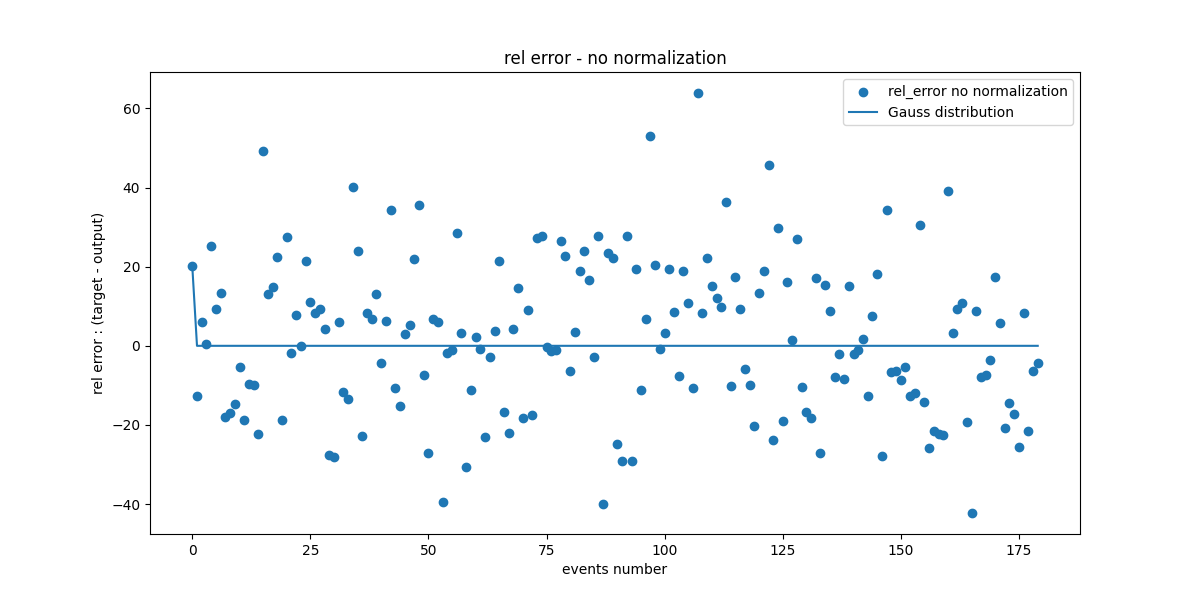 rel error - no normalization
rel_error no normalization
Gauss distribution
rel error : (target - output)
60
40
20
0
−20
−40
0
25
50
75
100
125
150
175
events number